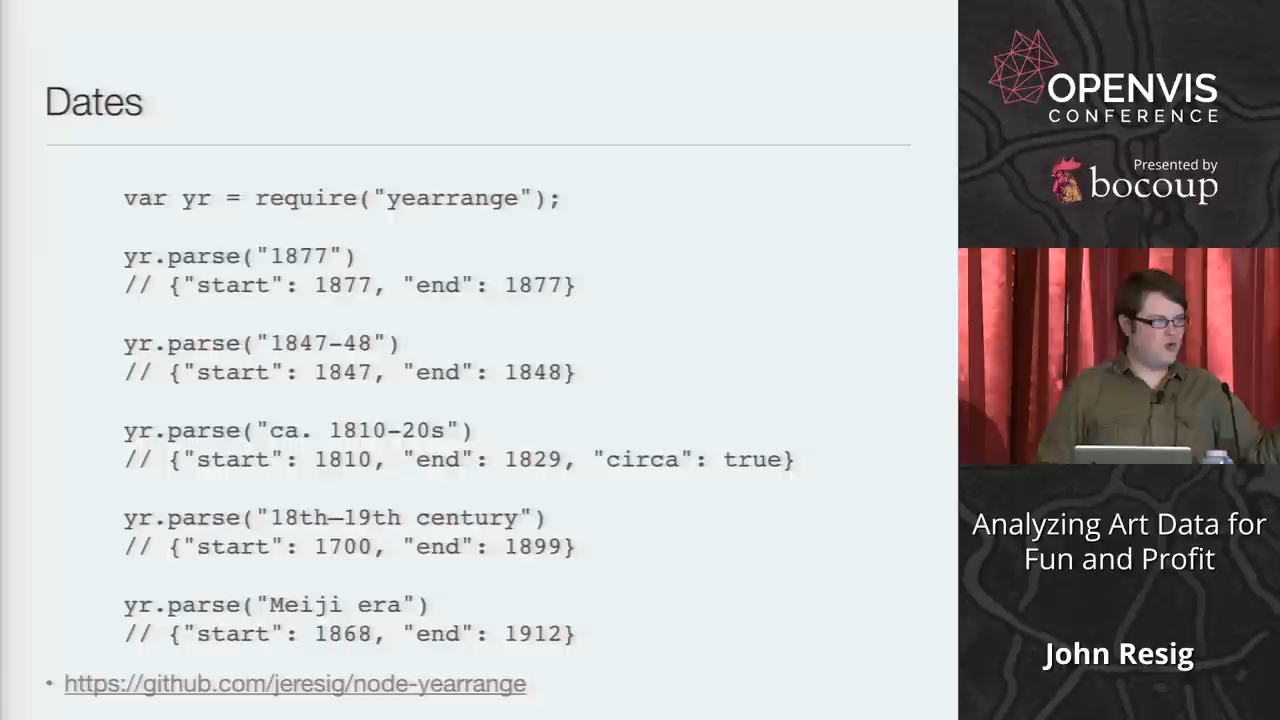 Dates
var yr = require("yearrange");
yr.parse("1877")
// {"start": 1877, "end": 1877}
yr.parse("1847-48")
// {"start": 1847, "end": 1848}
yr.parse("ca. 1810-20s")
// {"start": 1810, "end": 1829, "circa": true}
yr.parse("18th–19th century")
// {"start": 1700, "end": 1899}
yr.parse("Meiji era")
// {"start": 1868, "end": 1912}
• https://github.com/jeresig/node-yearrange
OPENVIS
CONFERENCE
Presented by
bocoup
Analyzing Art Data for
Fun and Profit
John Resig